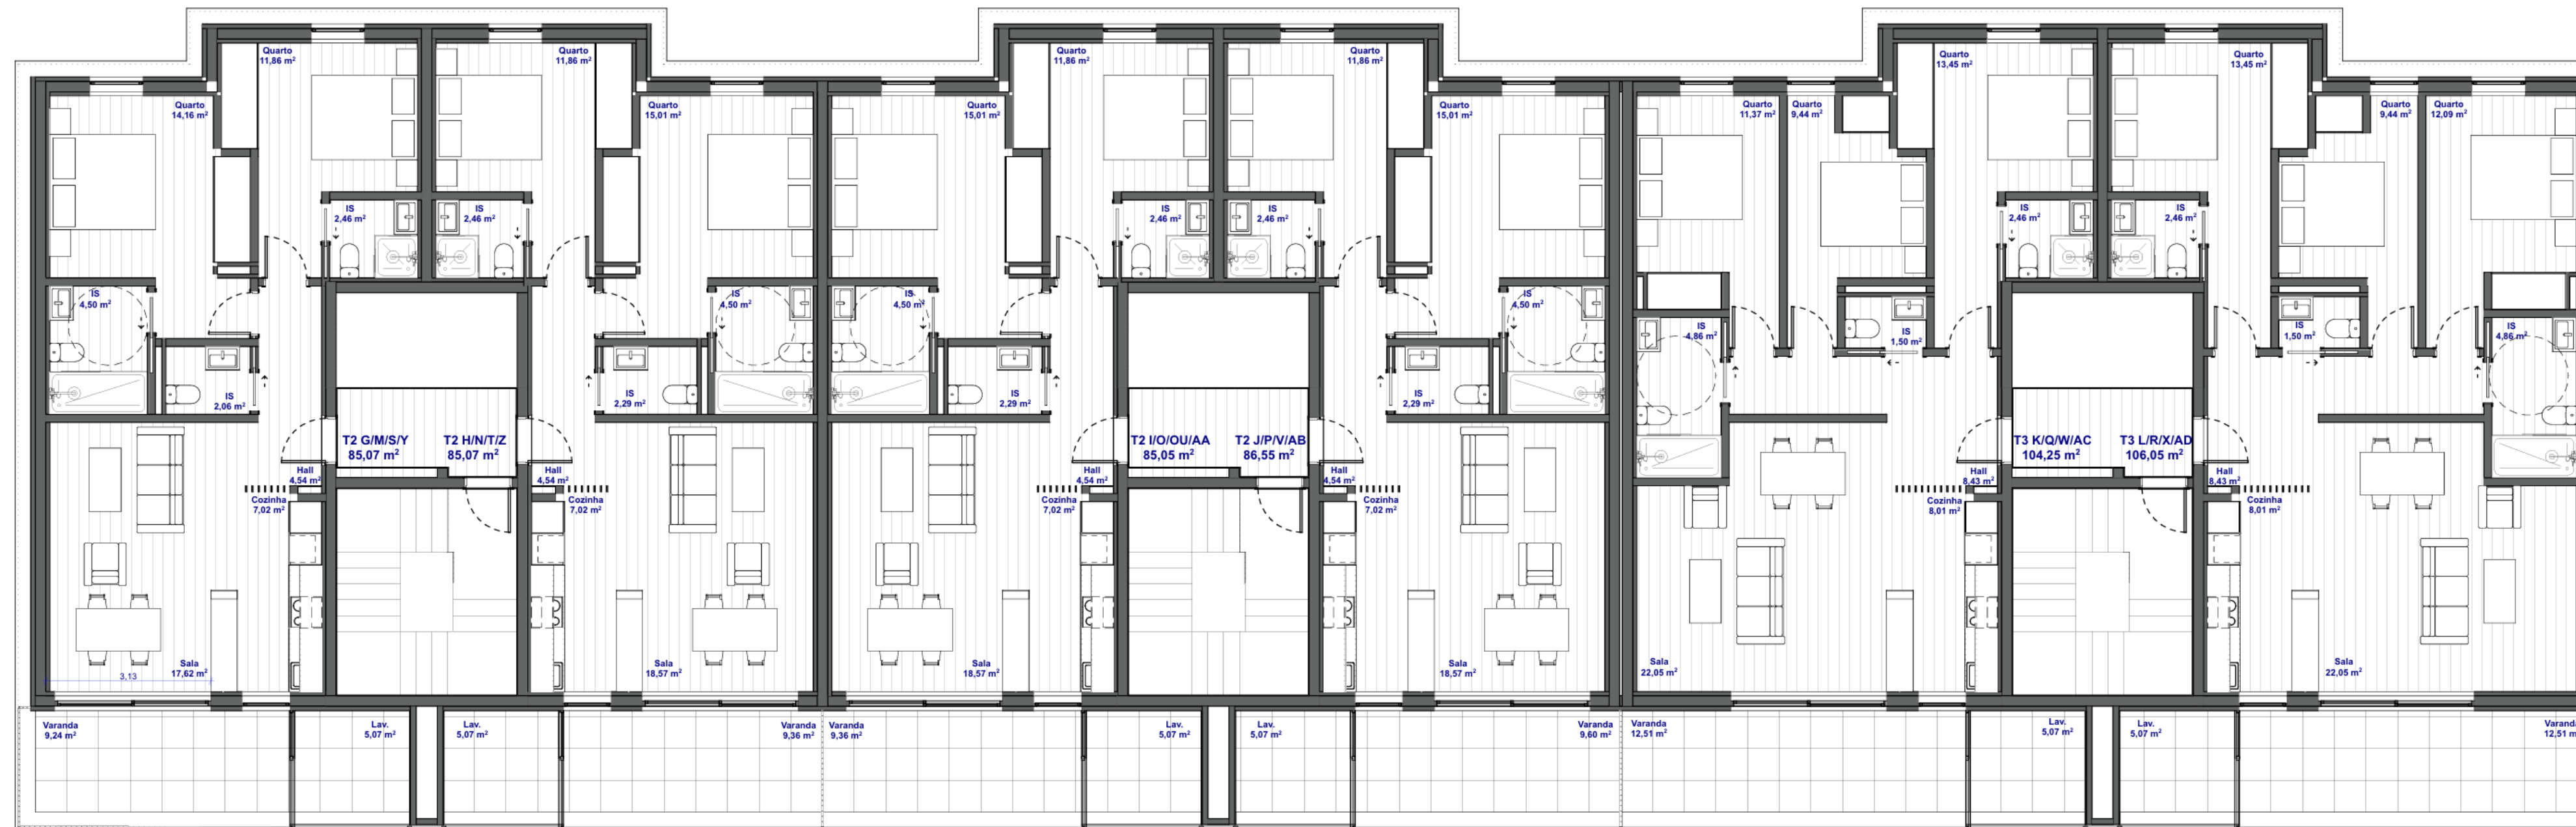 Quarto
11,86 m²
Quarto
11,86 m²
Quarto
14,16 m²
Quarto
15,01 m²
IS
2,46 m²
IS
2,46 m²
IS
4,50 m²
IS
4,50 m²
IS
2,06 m²
IS
2,29 m²
T2 G/M/S/Y
85,07 m²
T2 H/N/T/Z
85,07 m²
Hall
4,54 m²
Hall
4,54 m²
Cozinha
7,02 m²
Cozinha
7,02 m²
Sala
17,62 m²
3,13
Sala
18,57 m²
Varanda
9,24 m²
Lav.
5,07 m²
Lav.
5,07 m²
Varanda
9,36 m²
Quarto
11,86 m²
Quarto
11,86 m²
Quarto
15,01 m²
Quarto
15,01 m²
IS
2,46 m²
IS
2,46 m²
IS
4,50 m²
IS
4,50 m²
IS
2,29 m²
IS
2,29 m²
T2 I/O/OU/AA
85,05 m²
T2 J/P/V/AB
86,55 m²
Hall
4,54 m²
Hall
4,54 m²
Cozinha
7,02 m²
Cozinha
7,02 m²
Sala
18,57 m²
Sala
18,57 m²
Varanda
9,36 m²
Lav.
5,07 m²
Lav.
5,07 m²
Varanda
9,60 m²
Quarto
13,45 m²
Quarto
13,45 m²
Quarto
11,37 m²
Quarto
9,44 m²
Quarto
9,44 m²
Quarto
12,09 m²
IS
2,46 m²
IS
2,46 m²
IS
4,86 m²
IS
1,50 m²
IS
1,50 m²
IS
4,86 m²
T3 K/Q/W/AC
104,25 m²
T3 L/R/X/AD
106,05 m²
Hall
8,43 m²
Hall
8,43 m²
Cozinha
8,01 m²
Cozinha
8,01 m²
Sala
22,05 m²
Sala
22,05 m²
Varanda
12,51 m²
Lav.
5,07 m²
Lav.
5,07 m²
Varanda
12,51 m